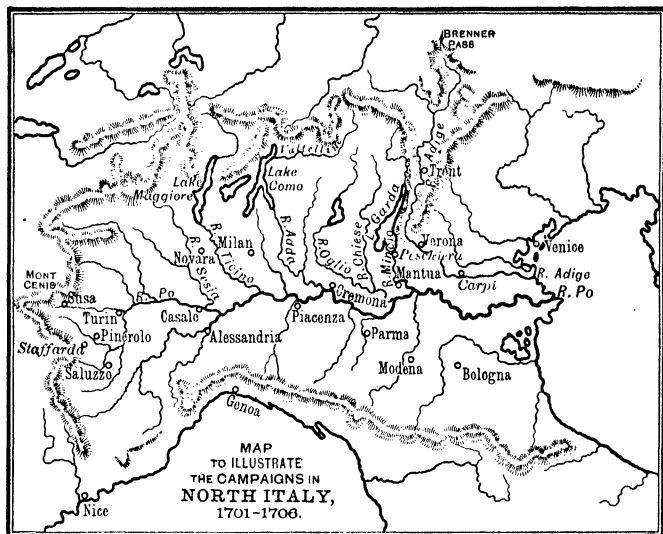 BRENNER
PASS
Valtelline
R. Adige
Trent
Lake
Maggiore
Lake
Como
Garda
R. Adda
R. Oglio
R. Chiese
R. Mincio
Verona
Peschiera
Venice
Milan
Novara
R. Sesia
R. Ticino
Mantua
Carpi
R. Adige
R. Po
MONT
CENIS
Susa
R. Po
Turin
Casale
Cremona
Piacenza
Pinerolo
Alessandria
Parma
Staffarda
Saluzzo
Modena
Bologna
Genoa
Nice
MAP
TO ILLUSTRATE
THE CAMPAIGNS IN
NORTH ITALY,
1701-1706.